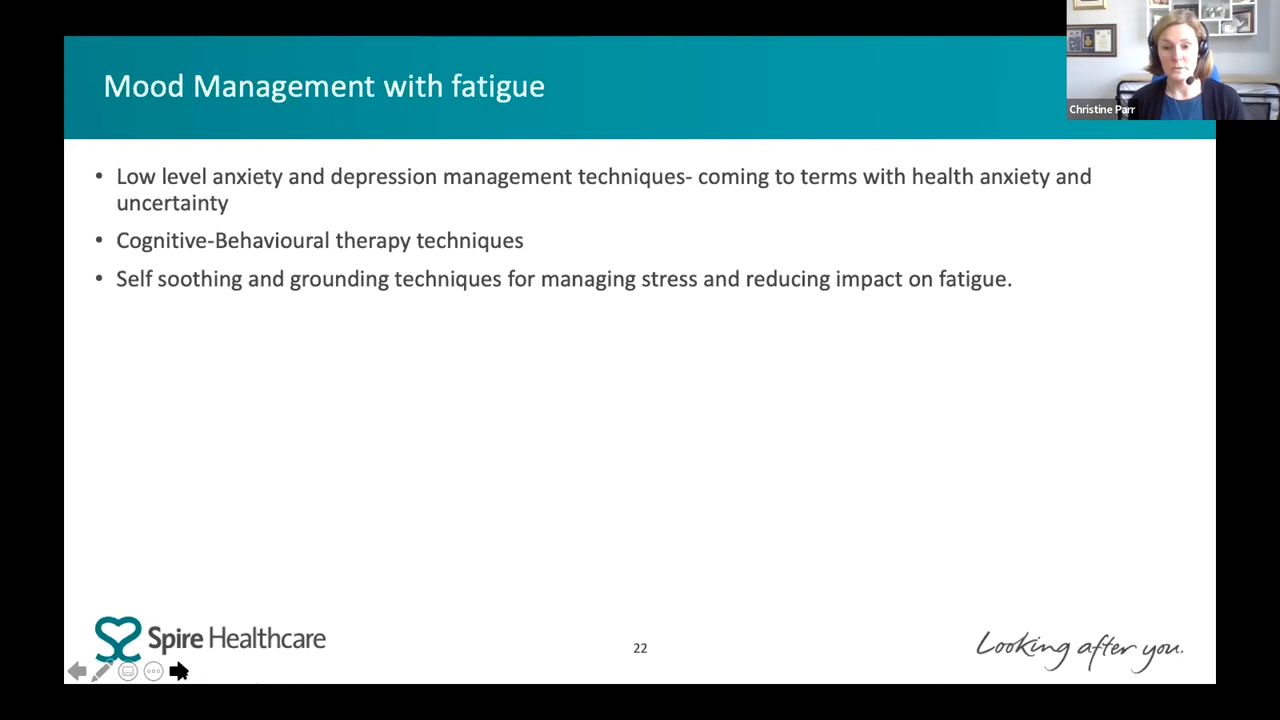 Mood Management with fatigue
Christine Parr
• Low level anxiety and depression management techniques- coming to terms with health anxiety and
uncertainty
• Cognitive-Behavioural therapy techniques
• Self soothing and grounding techniques for managing stress and reducing impact on fatigue.
Spire Healthcare
22
Looking after you.